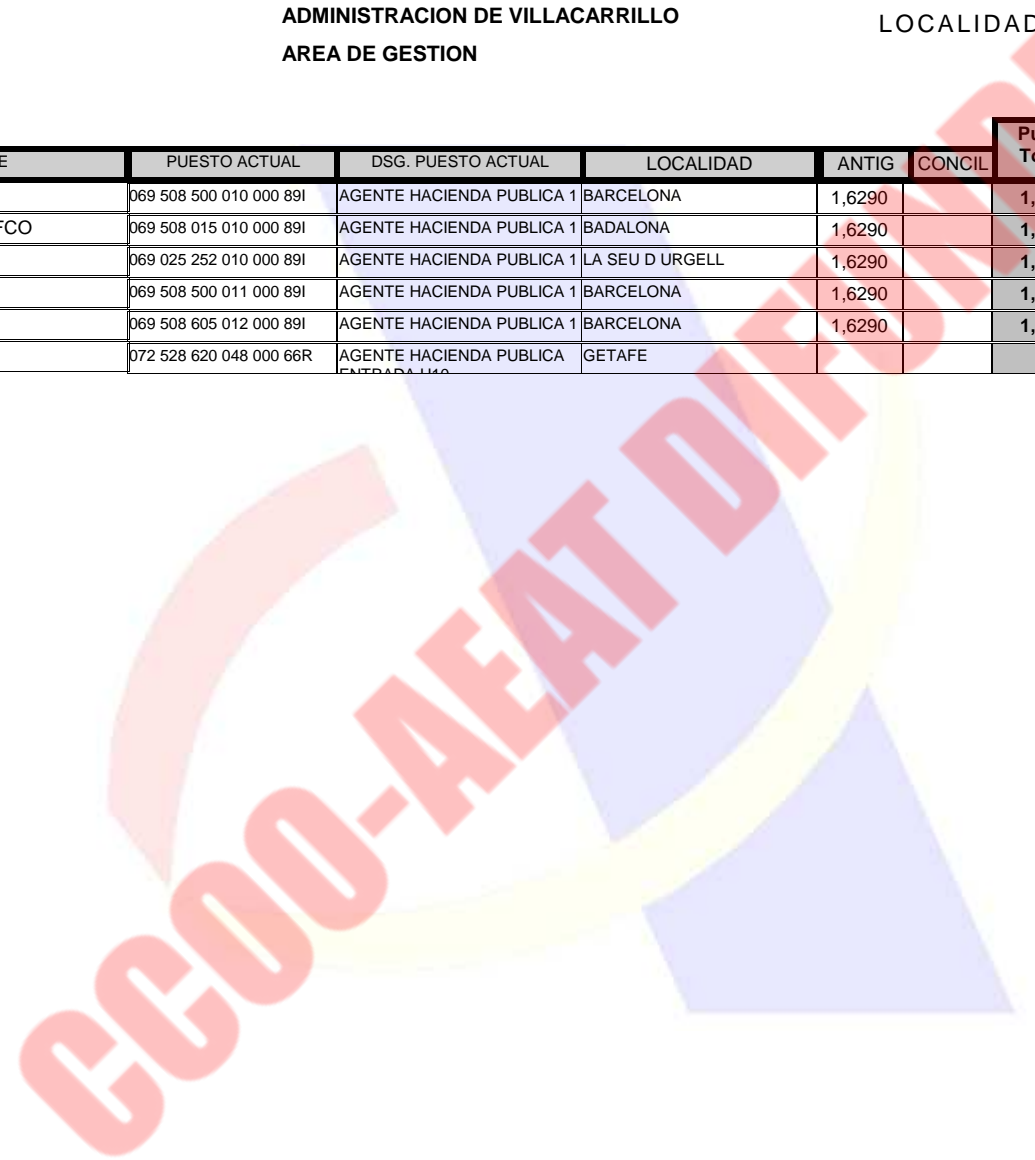 ADMINISTRACION DE VILLACARRILLO
LOCALIDAD
AREA DE GESTION
E PUESTO ACTUAL DSG. PUESTO ACTUAL LOCALIDAD ANTIG CONCIL
069 508 500 010 000 89I AGENTE HACIENDA PUBLICA 1 BARCELONA 1,6290 1,
FCO 069 508 015 010 000 89I AGENTE HACIENDA PUBLICA 1 BADALONA 1,6290 1,
069 025 252 010 000 89I AGENTE HACIENDA PUBLICA 1 LA SEU D URGELL 1,6290 1,
069 508 500 011 000 89I AGENTE HACIENDA PUBLICA 1 BARCELONA 1,6290 1,
069 508 605 012 000 89I AGENTE HACIENDA PUBLICA 1 BARCELONA 1,6290 1,
072 528 620 048 000 66R AGENTE HACIENDA PUBLICA GETAFE
CCOO-AEAT